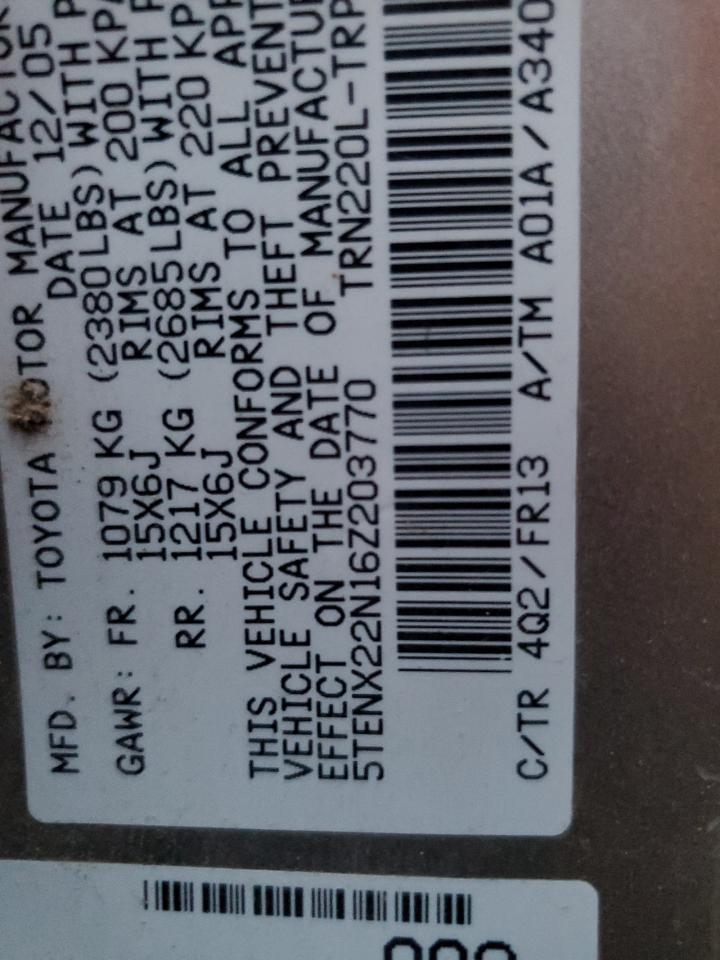 MFD. BY: TOYOTA MOTOR MANUFACTUR
DATE 12/05
GAWR: FR. 1079 KG (2380LBS) WITH P
15X6J RIMS AT 200 KPA
RR. 1217 KG (2685LBS) WITH P
15X6J RIMS AT 220 KP
THIS VEHICLE CONFORMS TO ALL APP
VEHICLE SAFETY AND THEFT PREVENT
EFFECT ON THE DATE OF MANUFACTU
5TENX22N16Z203770 TRN220L-TRP
C/TR 4Q2/FR13 A/TM A01A/A340